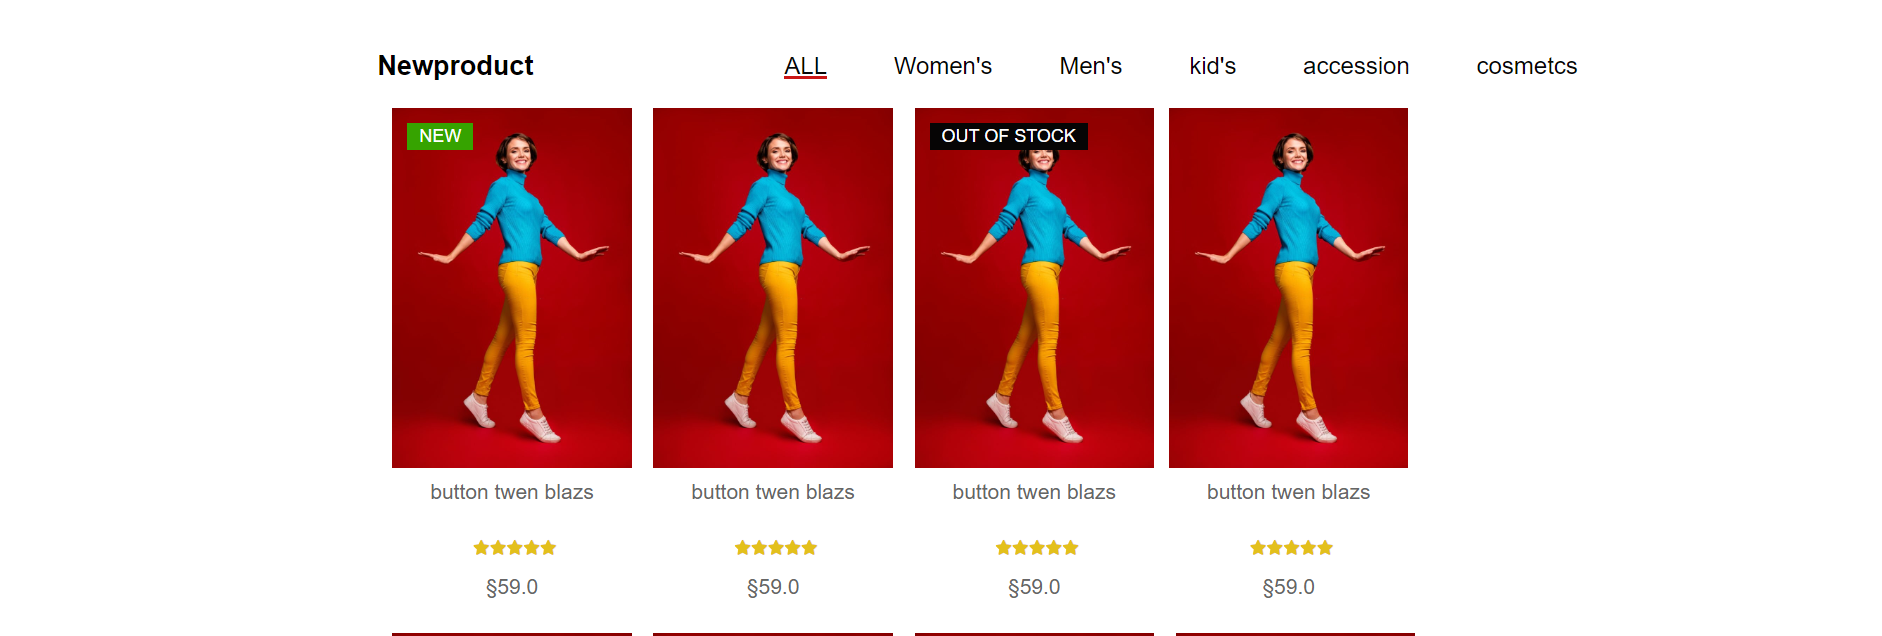 Newproduct ALL Women's Men's kid's accession cosmetcs
NEW OUT OF STOCK
button twen blazs button twen blazs button twen blazs button twen blazs
§59.0 §59.0 §59.0 §59.0